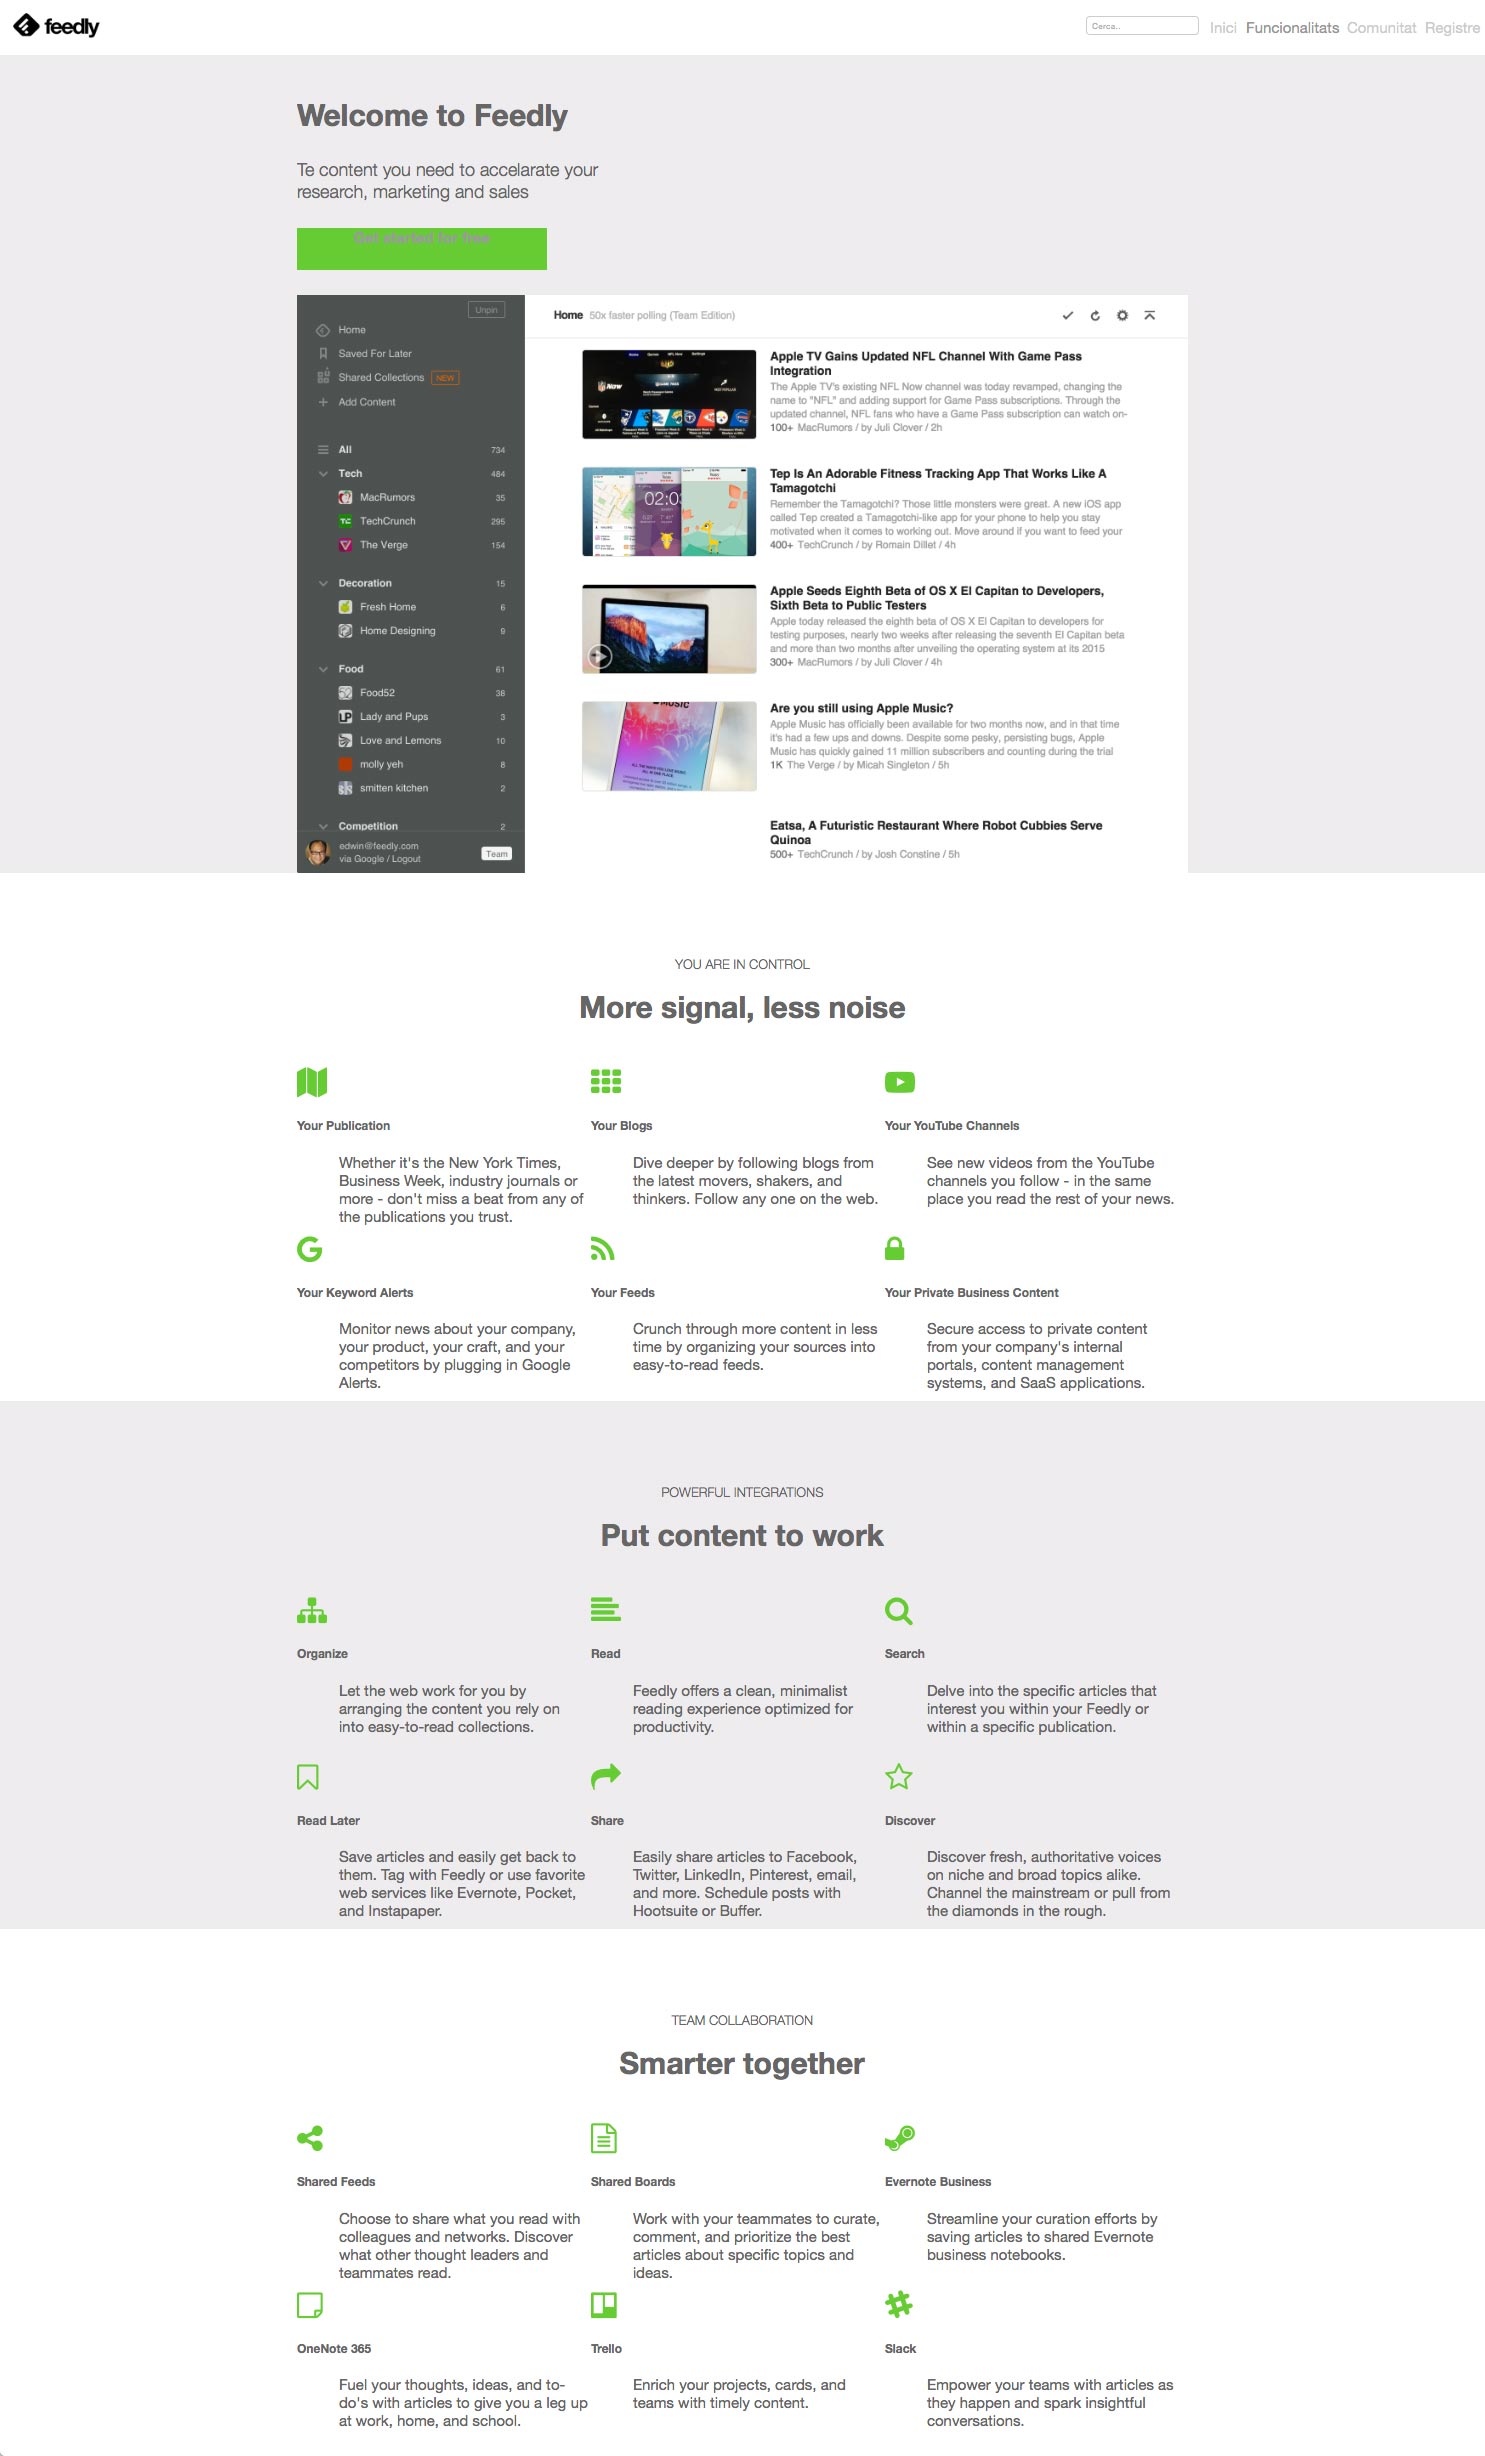 feedly
Cerca..
Inici Funcionalitats Comunitat Registre
Welcome to Feedly
Te content you need to accelarate your
research, marketing and sales
Get started for free
Unpin
Home
Saved For Later
Shared Collections NEW
Add Content
All 734
Tech 484
MacRumors 35
TechCrunch 295
The Verge 154
Decoration 15
Fresh Home 6
Home Designing 9
Food 61
Food52 38
Lady and Pups 3
Love and Lemons 10
molly yeh 8
smitten kitchen 2
Competition 2
edwin@feedly.com
via Google / Logout
Team
Home 50x faster polling (Team Edition)
Apple TV Gains Updated NFL Channel With Game Pass
Integration
The Apple TV's existing NFL Now channel was today revamped, changing the
name to "NFL" and adding support for Game Pass subscriptions. Through the
updated channel, NFL fans who have a Game Pass subscription can watch on-
100+ MacRumors / by Juli Clover / 2h
02:0
Tep Is An Adorable Fitness Tracking App That Works Like A
Tamagotchi
Remember the Tamagotchi? Those little monsters were great. A new iOS app
called Tep created a Tamagotchi-like app for your phone to help you stay
motivated when it comes to working out. Move around if you want to feed your
400+ TechCrunch / by Romain Dillet / 4h
Apple Seeds Eighth Beta of OS X El Capitan to Developers,
Sixth Beta to Public Testers
Apple today released the eighth beta of OS X El Capitan to developers for
testing purposes, nearly two weeks after releasing the seventh El Capitan beta
and more than two months after unveiling the operating system at its 2015
300+ MacRumors / by Juli Clover / 4h
MUSIC
Are you still using Apple Music?
Apple Music has officially been available for two months now, and in that time
it's had a few ups and downs. Despite some pesky, persisting bugs, Apple
Music has quickly gained 11 million subscribers and counting during the trial
1K The Verge / by Micah Singleton / 5h
Eatsa, A Futuristic Restaurant Where Robot Cubbies Serve
Quinoa
500+ TechCrunch / by Josh Constine / 5h
YOU ARE IN CONTROL
More signal, less noise
Your Publication
Whether it's the New York Times,
Business Week, industry journals or
more - don't miss a beat from any of
the publications you trust.
Your Blogs
Dive deeper by following blogs from
the latest movers, shakers, and
thinkers. Follow any one on the web.
Your YouTube Channels
See new videos from the YouTube
channels you follow - in the same
place you read the rest of your news.
Your Keyword Alerts
Monitor news about your company,
your product, your craft, and your
competitors by plugging in Google
Alerts.
Your Feeds
Crunch through more content in less
time by organizing your sources into
easy-to-read feeds.
Your Private Business Content
Secure access to private content
from your company's internal
portals, content management
systems, and SaaS applications.
POWERFUL INTEGRATIONS
Put content to work
Organize
Let the web work for you by
arranging the content you rely on
into easy-to-read collections.
Read
Feedly offers a clean, minimalist
reading experience optimized for
productivity.
Search
Delve into the specific articles that
interest you within your Feedly or
within a specific publication.
Read Later
Save articles and easily get back to
them. Tag with Feedly or use favorite
web services like Evernote, Pocket,
and Instapaper.
Share
Easily share articles to Facebook,
Twitter, LinkedIn, Pinterest, email,
and more. Schedule posts with
Hootsuite or Buffer.
Discover
Discover fresh, authoritative voices
on niche and broad topics alike.
Channel the mainstream or pull from
the diamonds in the rough.
TEAM COLLABORATION
Smarter together
Shared Feeds
Choose to share what you read with
colleagues and networks. Discover
what other thought leaders and
teammates read.
Shared Boards
Work with your teammates to curate,
comment, and prioritize the best
articles about specific topics and
ideas.
Evernote Business
Streamline your curation efforts by
saving articles to shared Evernote
business notebooks.
OneNote 365
Fuel your thoughts, ideas, and to-
do's with articles to give you a leg up
at work, home, and school.
Trello
Enrich your projects, cards, and
teams with timely content.
Slack
Empower your teams with articles as
they happen and spark insightful
conversations.